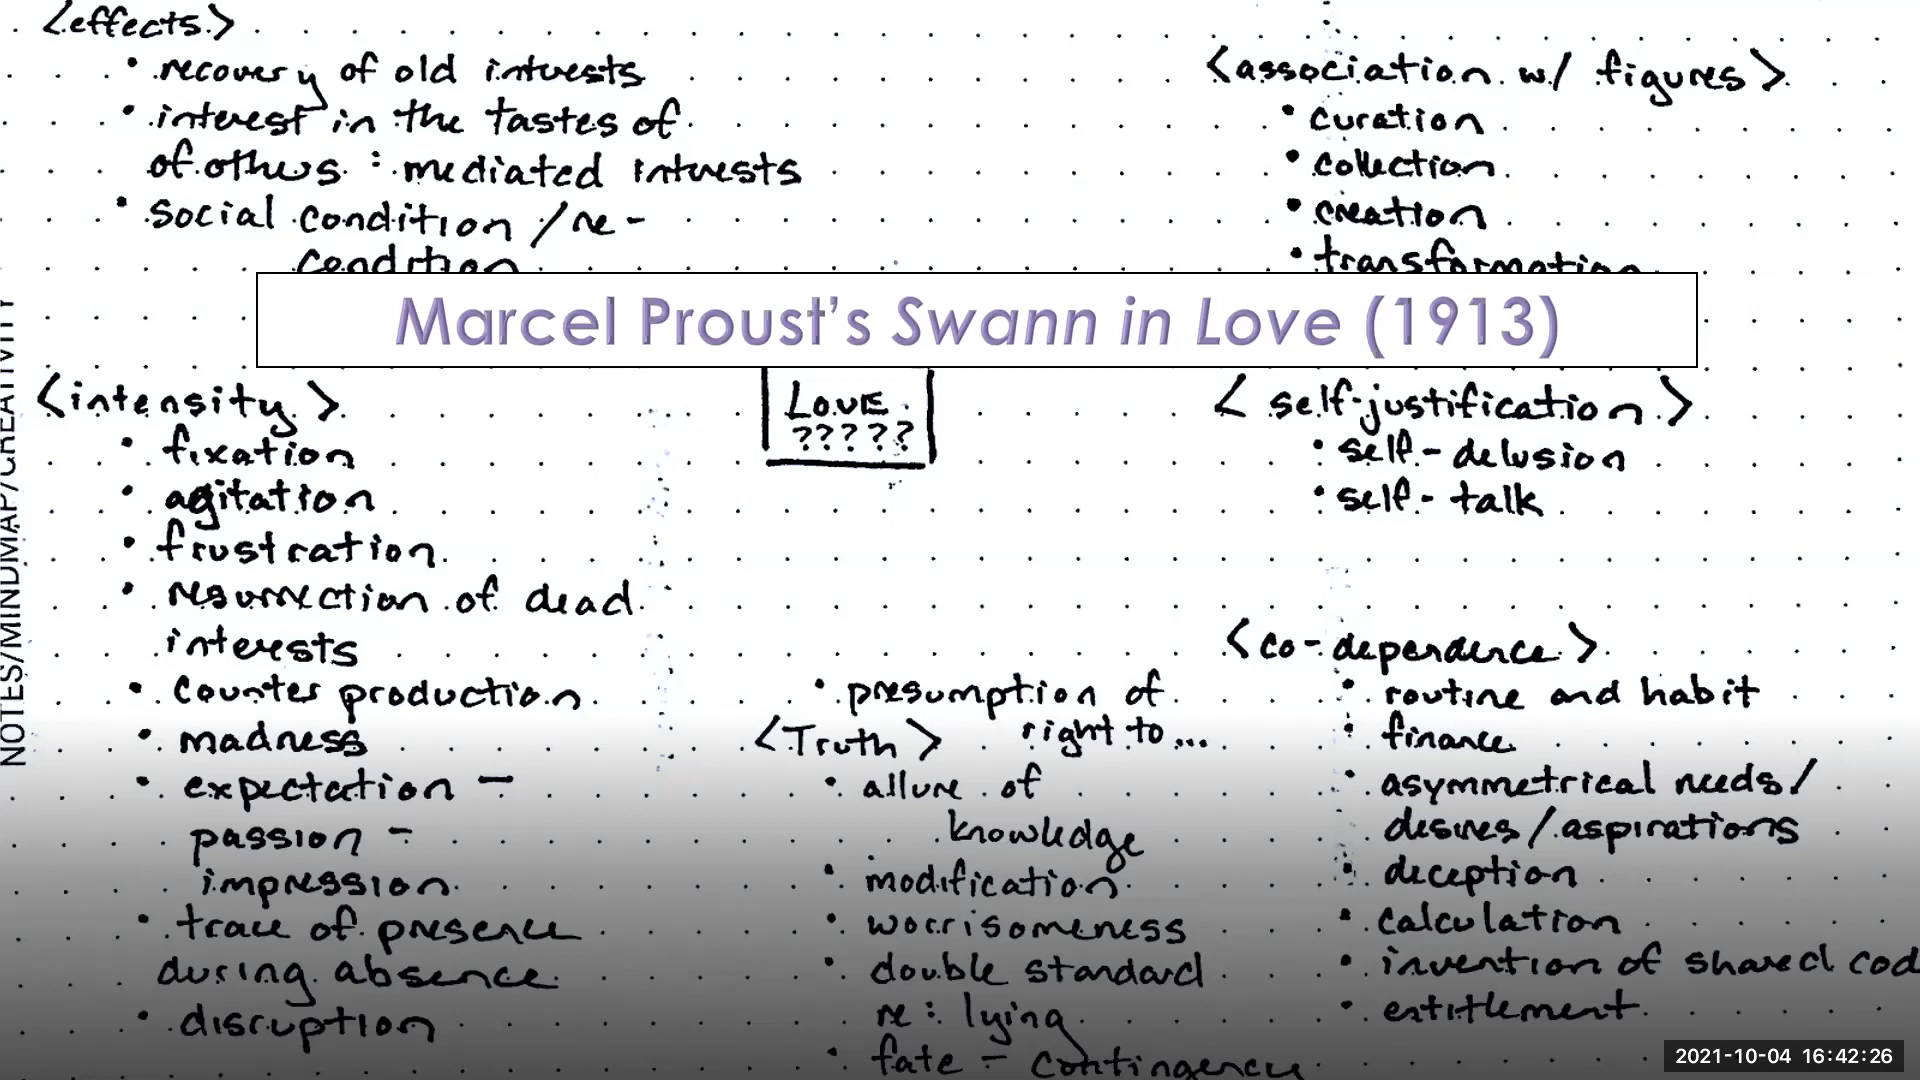 <effects>
• recovery of old interests
• interest in the tastes of
of others : mediated interests
• social condition / re-
condition
<association w/ figures>
• curation
• collection
• creation
• transformation
Marcel Proust's Swann in Love (1913)
NOTES/MINDMAP/CREATIVITY
<intensity>
• fixation
• agitation
• frustration
• resurrection of dead
interests
• counter production
• madness
• expectation –
passion –
impression
• trace of presence
during absence
• disruption
LOVE
?????
• presumption of
right to...
<Truth>
• allure of
knowledge
• modification
• worrisomeness
• double standard
re: lying
• fate – contingency
<self-justification>
• self-delusion
• self-talk
<co-dependence>
• routine and habit
• finance
• asymmetrical needs/
desires/aspirations
• deception
• calculation
• invention of shared cod
• entitlement
2021-10-04 16:42:26